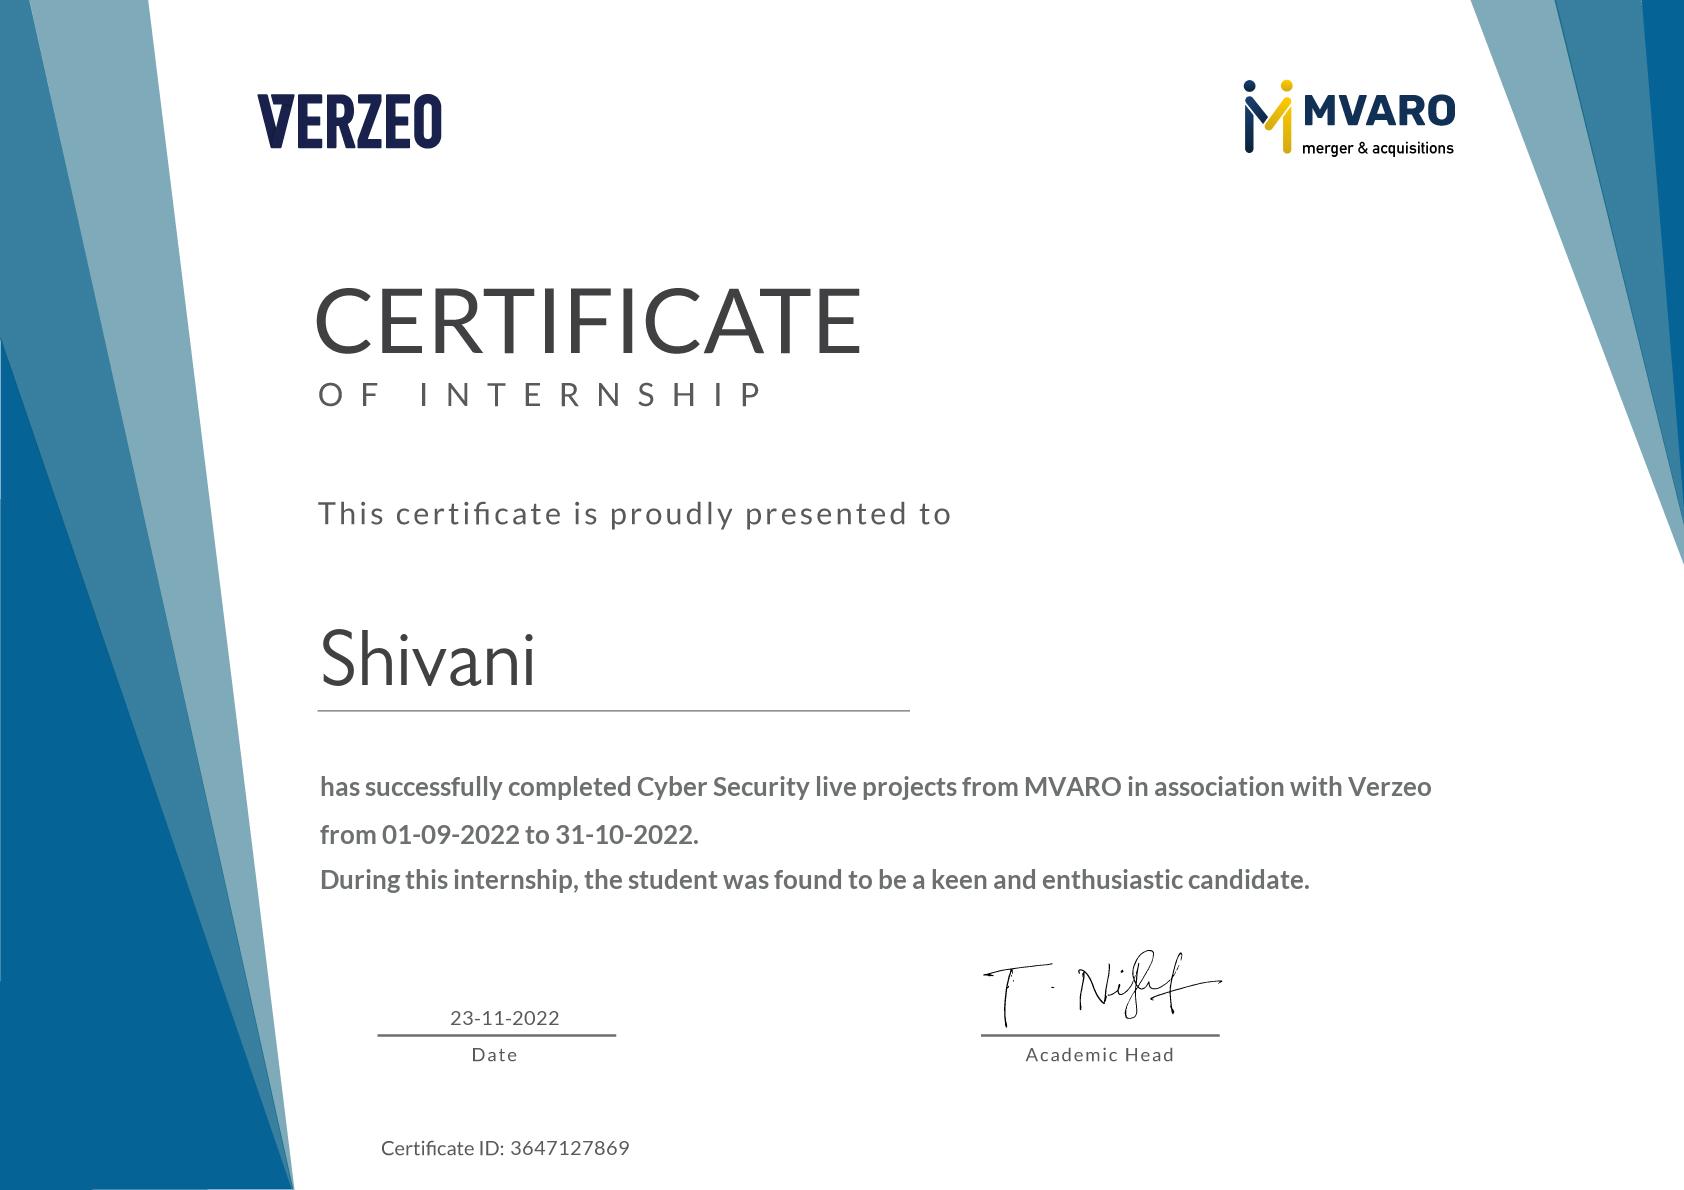 VERZEO
MVARO
merger & acquisitions
CERTIFICATE
OF INTERNSHIP
This certificate is proudly presented to
Shivani
has successfully completed Cyber Security live projects from MVARO in association with Verzeo
from 01-09-2022 to 31-10-2022.
During this internship, the student was found to be a keen and enthusiastic candidate.
23-11-2022
Date
T.
Academic Head
Certificate ID: 3647127869